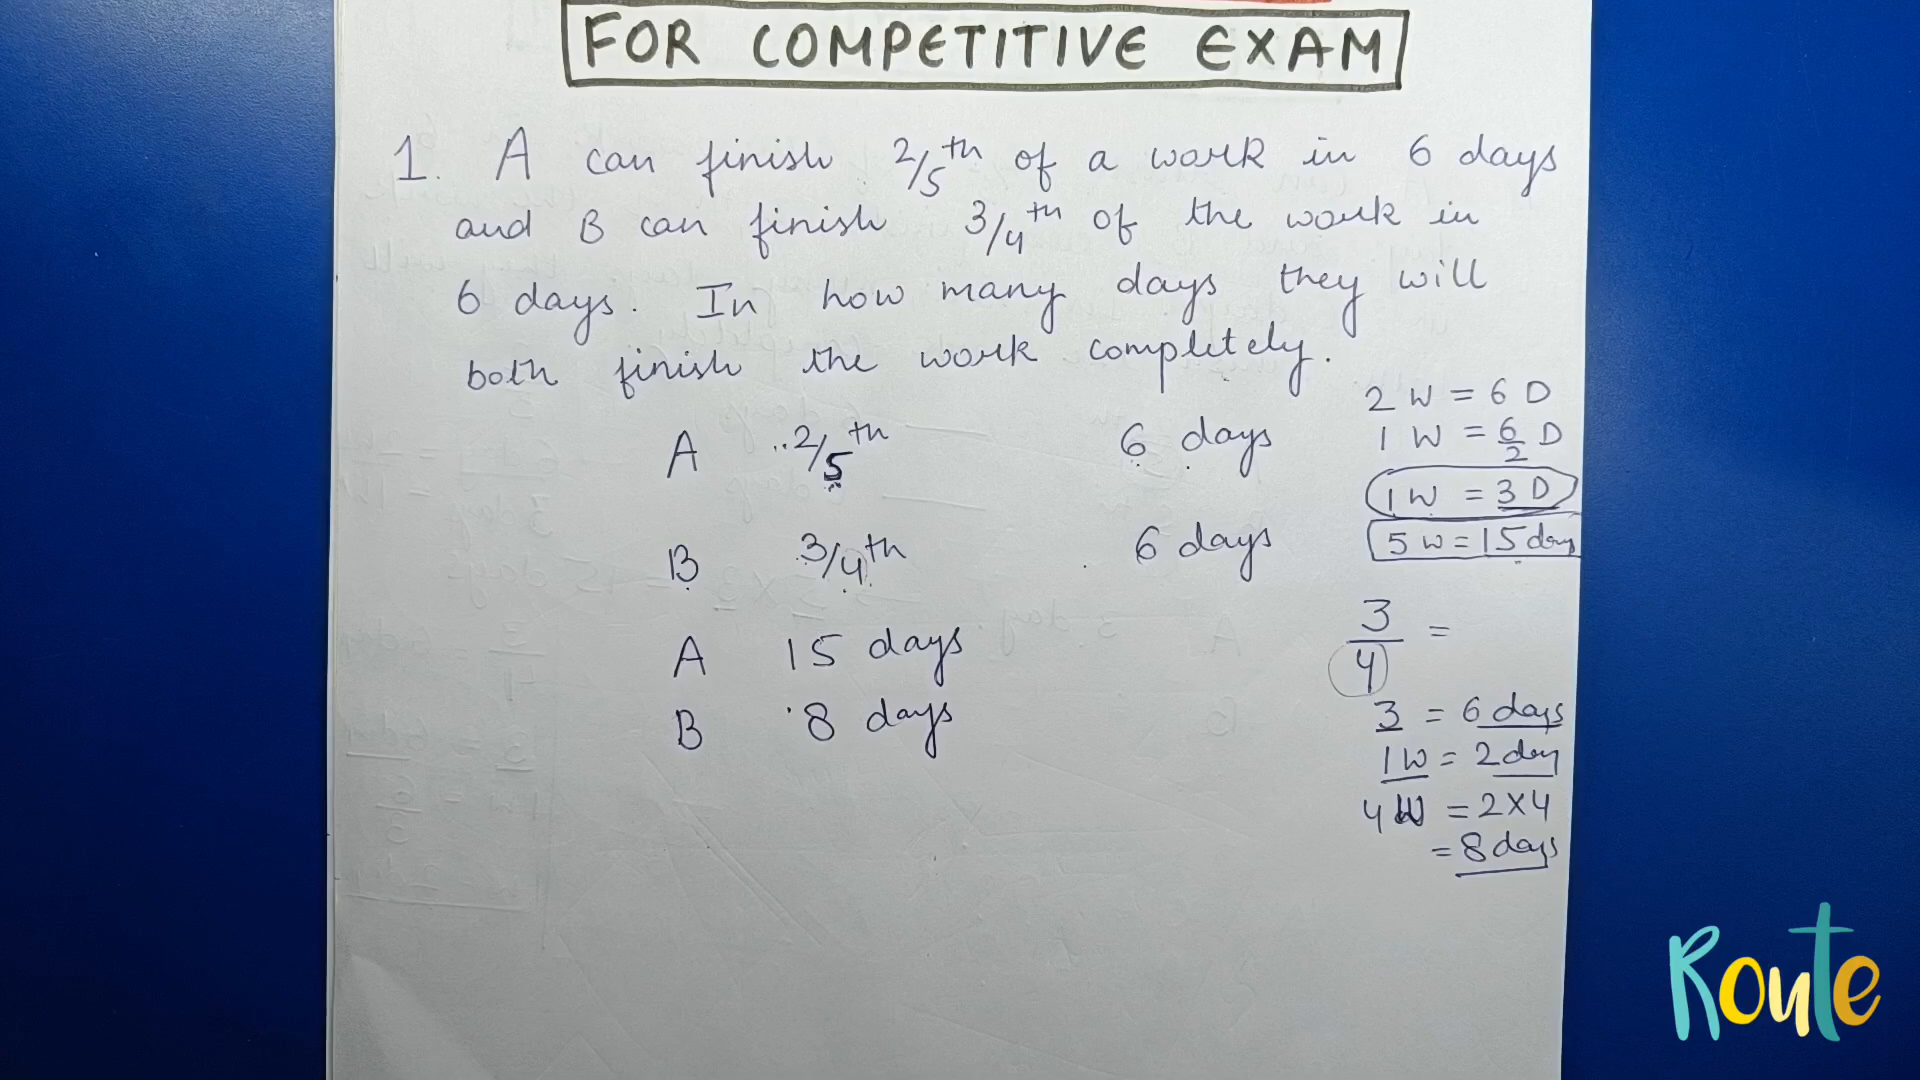 FOR COMPETITIVE EXAM
1. A can finish 2/5th of a work in 6 days
and B can finish 3/4th of the work in
6 days. In how many days they will
both finish the work completely.
A 2/5th 6 days
B 3/4th 6 days
A 15 days
B 8 days
2 W = 6 D
1 W = 6/2 D
1 W = 3 D
5 W = 15 days
3/4 =
3 = 6 days
1 W = 2 day
4 W = 2 X 4
= 8 days
Route